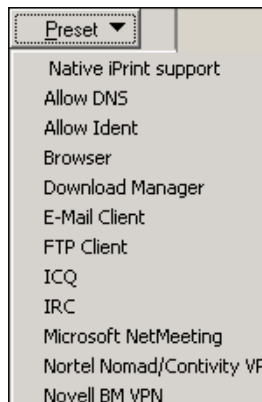 Preset
Native iPrint support
Allow DNS
Allow Ident
Browser
Download Manager
E-Mail Client
FTP Client
ICQ
IRC
Microsoft NetMeeting
Nortel Nomad/Contivity VP
Novell BM VPN